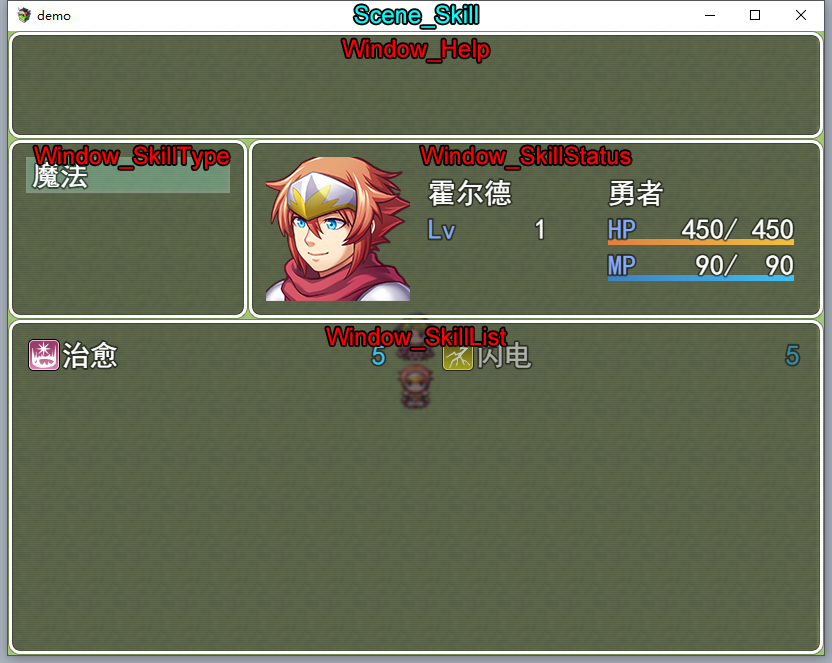 demo
Scene_Skill
Window_Help
Window_SkillType
魔法
Window_SkillStatus
霍尔德 勇者
Lv 1 HP 450/ 450
MP 90/ 90
Window_SkillList
治愈 5 闪电 5